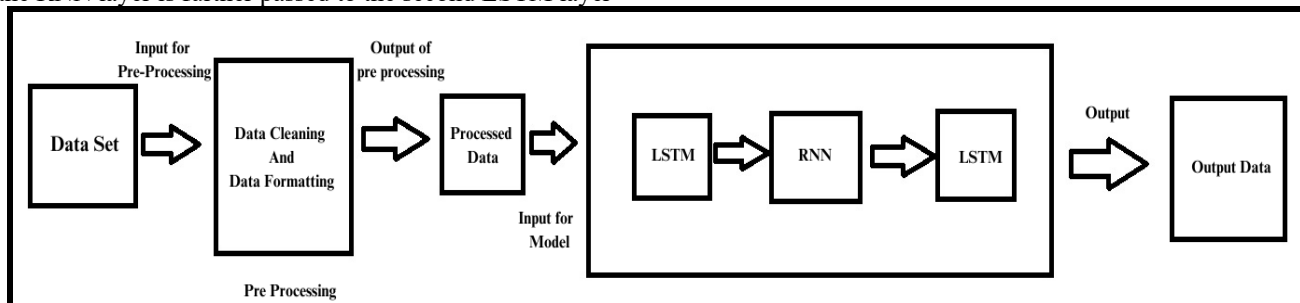 the RNN layer is further passed to the second LSTM layer
Input for
Pre-Processing
Output of
pre processing
Data Set
Data Cleaning
And
Data Formatting
Processed
Data
LSTM
RNN
LSTM
Output
Output Data
Input for
Model
Pre Processing